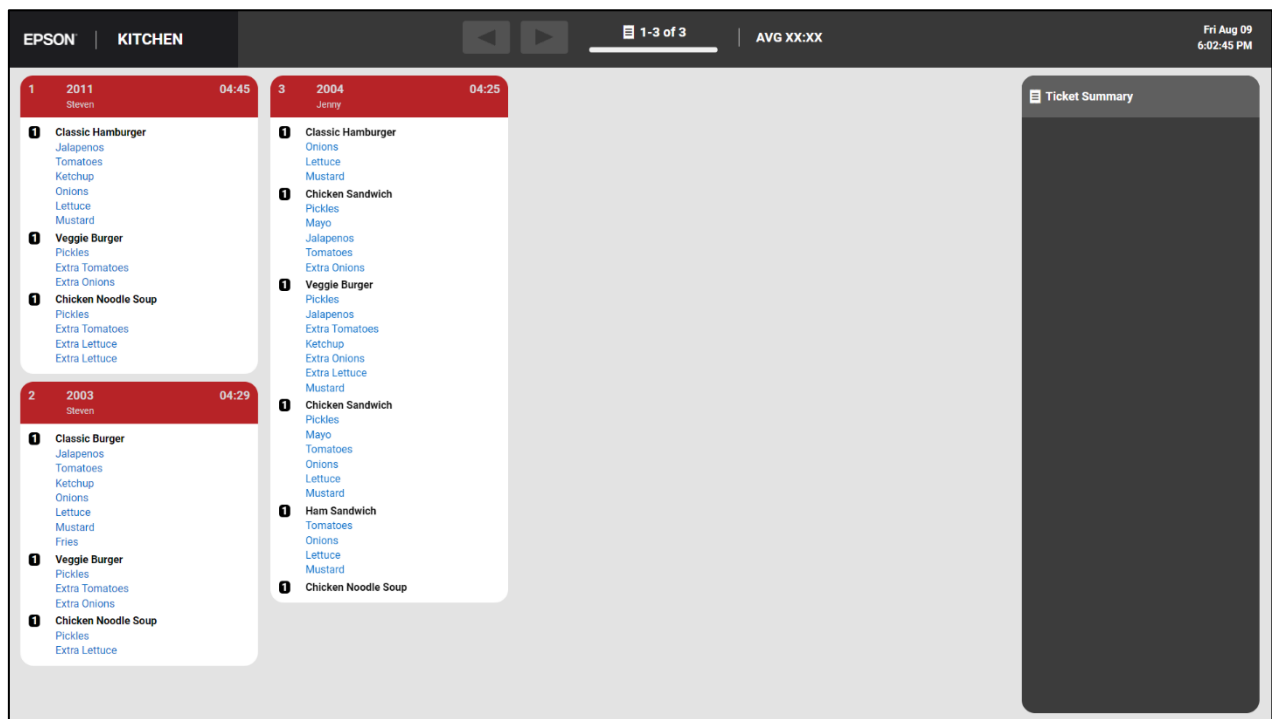 EPSON | KITCHEN
1-3 of 3
AVG XX:XX
Fri Aug 09
6:02:45 PM
1 2011 04:45
Steven
1 Classic Hamburger
Jalapenos
Tomatoes
Ketchup
Onions
Lettuce
Mustard
1 Veggie Burger
Pickles
Extra Tomatoes
Extra Onions
1 Chicken Noodle Soup
Pickles
Extra Tomatoes
Extra Lettuce
Extra Lettuce
2 2003 04:29
Steven
1 Classic Burger
Jalapenos
Tomatoes
Ketchup
Onions
Lettuce
Mustard
Fries
1 Veggie Burger
Pickles
Extra Tomatoes
Extra Onions
1 Chicken Noodle Soup
Pickles
Extra Lettuce
3 2004 04:25
Jenny
1 Classic Hamburger
Onions
Lettuce
Mustard
1 Chicken Sandwich
Pickles
Mayo
Jalapenos
Tomatoes
Extra Onions
1 Veggie Burger
Pickles
Jalapenos
Extra Tomatoes
Ketchup
Extra Onions
Extra Lettuce
Mustard
1 Chicken Sandwich
Pickles
Mayo
Tomatoes
Onions
Lettuce
Mustard
1 Ham Sandwich
Tomatoes
Onions
Lettuce
Mustard
1 Chicken Noodle Soup
Ticket Summary